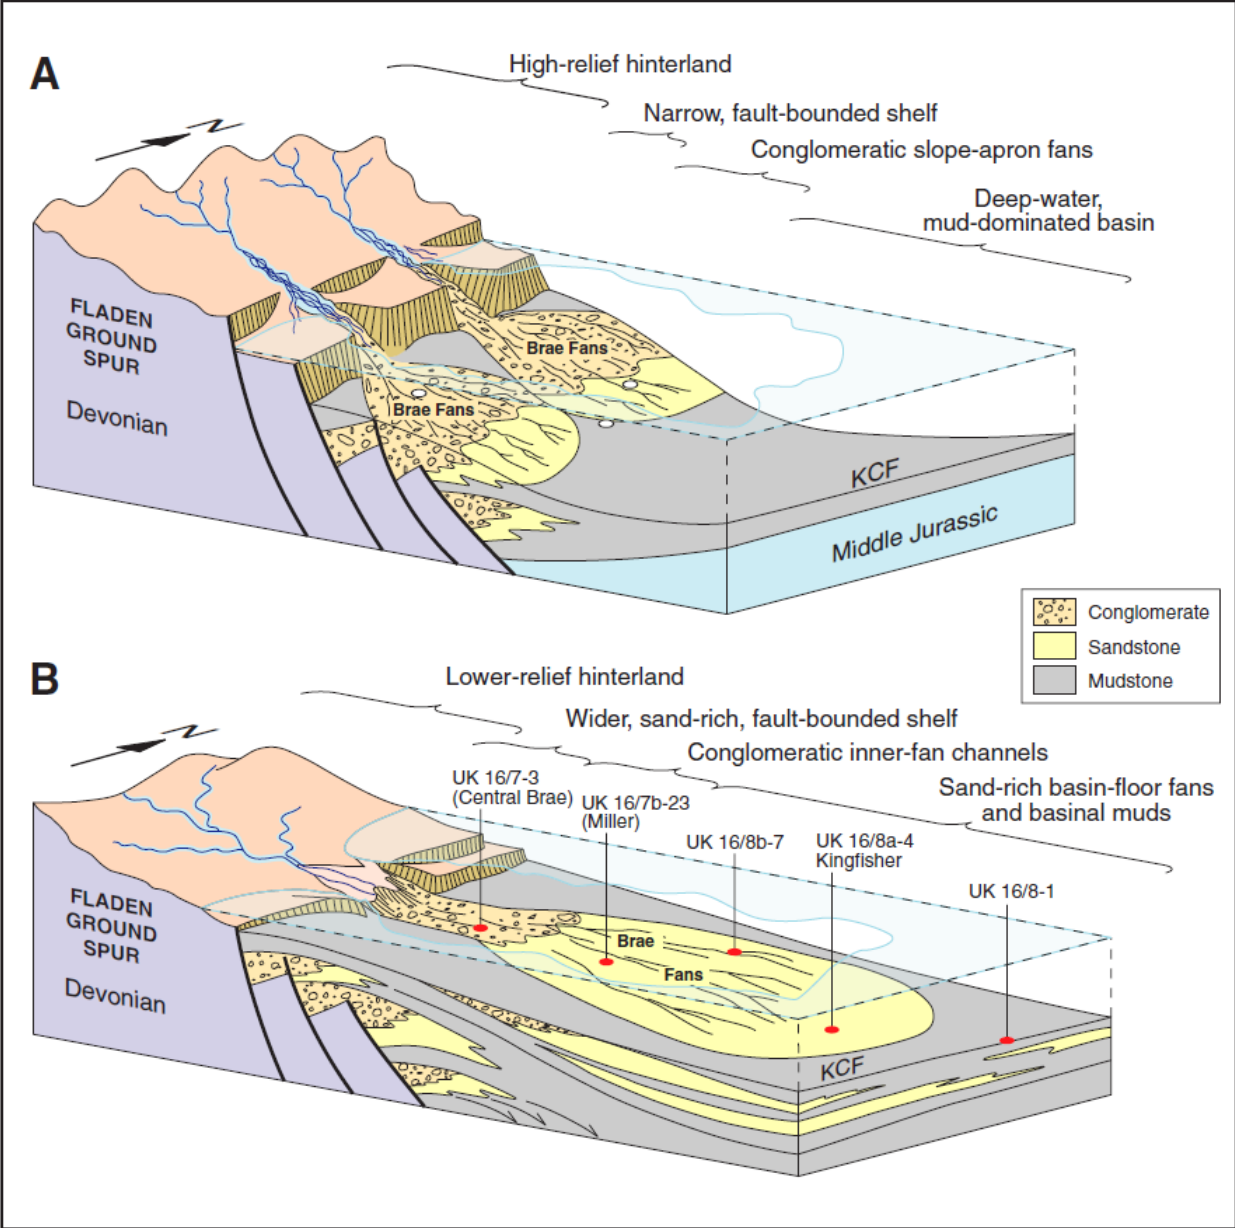 A
High-relief hinterland
Narrow, fault-bounded shelf
Conglomeratic slope-apron fans
Deep-water,
mud-dominated basin
N
FLADEN
GROUND
SPUR
Devonian
Brae Fans
Brae Fans
KCF
Middle Jurassic
Conglomerate
Sandstone
Mudstone
B
Lower-relief hinterland
Wider, sand-rich, fault-bounded shelf
Conglomeratic inner-fan channels
Sand-rich basin-floor fans
and basinal muds
N
UK 16/7-3
(Central Brae)
UK 16/7b-23
(Miller)
UK 16/8b-7
UK 16/8a-4
Kingfisher
UK 16/8-1
FLADEN
GROUND
SPUR
Devonian
Brae
Fans
KCF